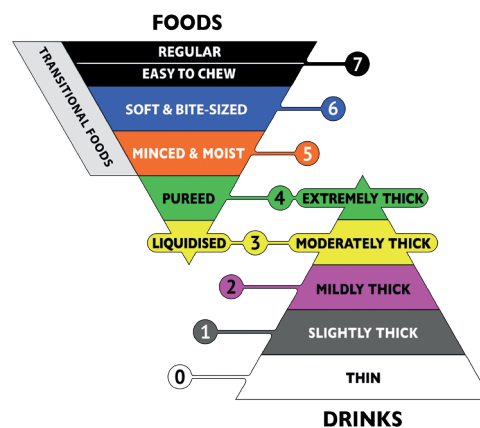 FOODS
TRANSITIONAL FOODS
REGULAR
EASY TO CHEW
7
SOFT & BITE-SIZED
6
MINCED & MOIST
5
PUREED
4
EXTREMELY THICK
LIQUIDISED
3
MODERATELY THICK
2
MILDLY THICK
1
SLIGHTLY THICK
0
THIN
DRINKS